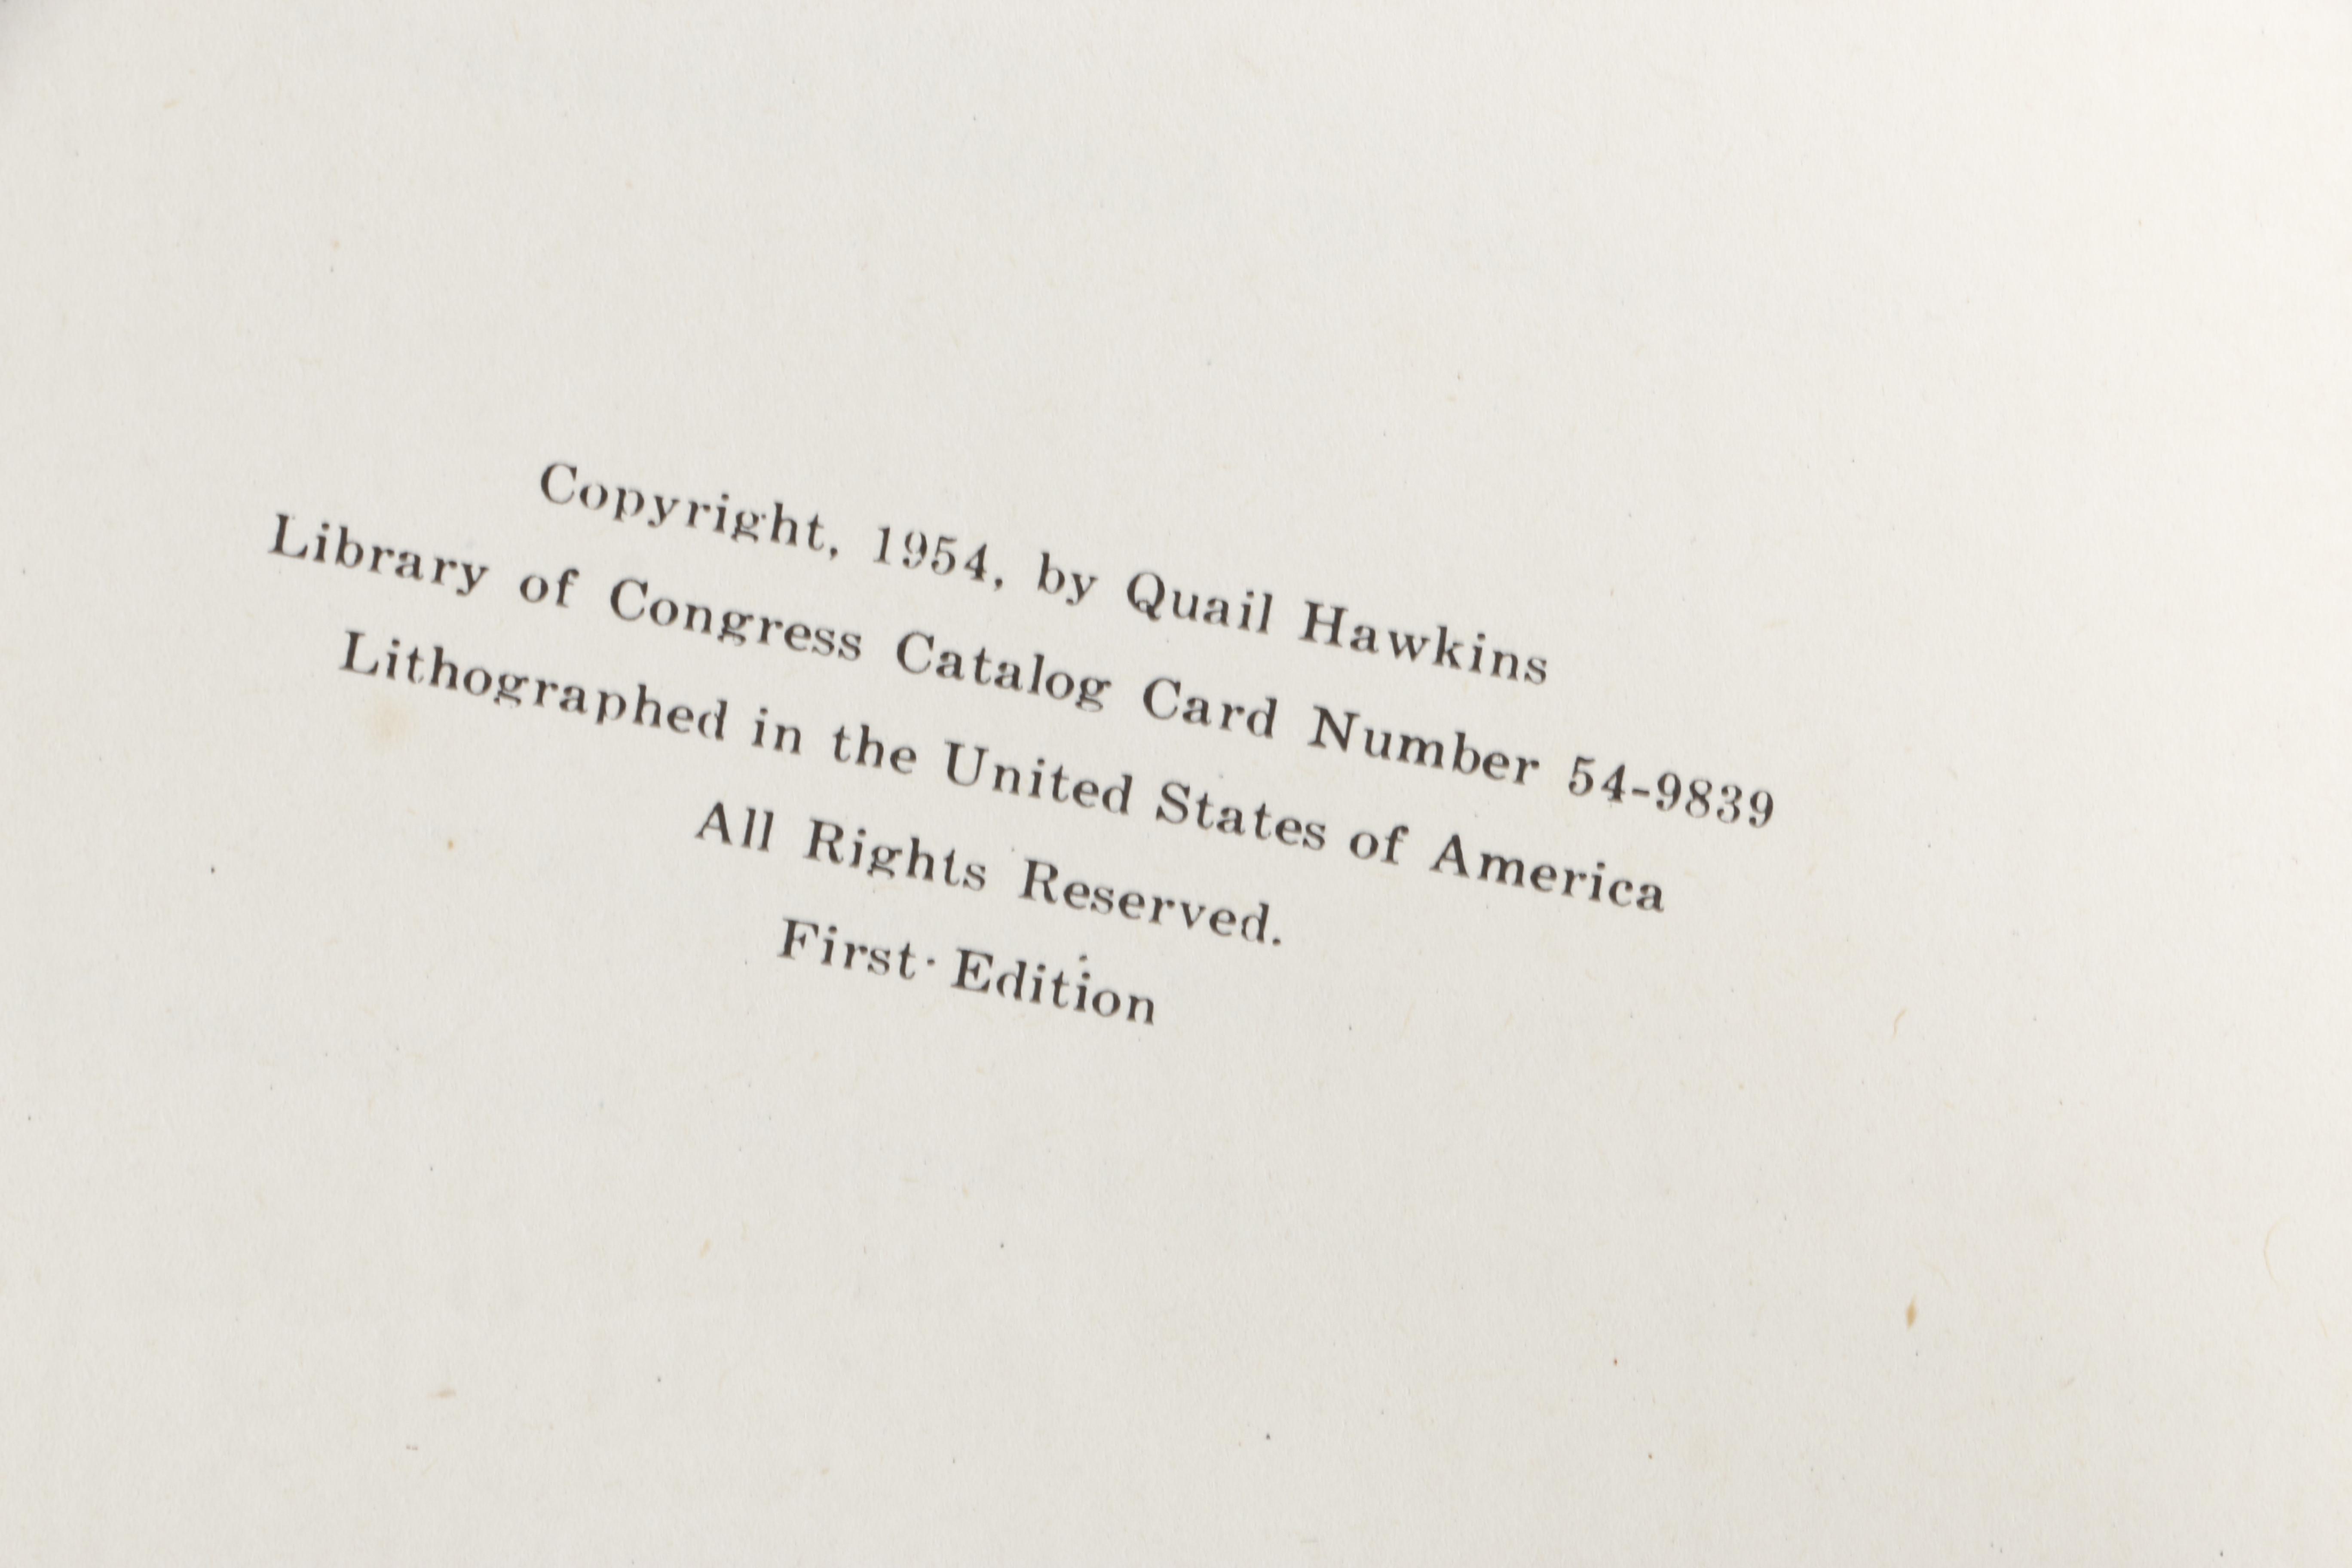 Copyright, 1954, by Quail Hawkins
Library of Congress Catalog Card Number 54-9839
Lithographed in the United States of America
All Rights Reserved.
First Edition